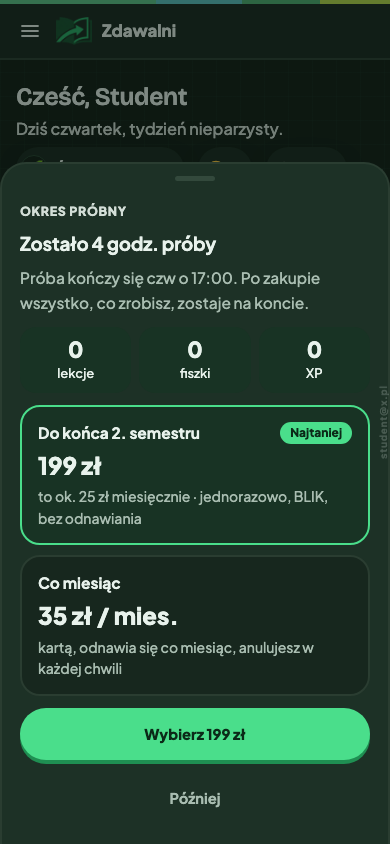 Zdawalni
Cześć, Student
Dziś czwartek, tydzień nieparzysty.
OKRES PRÓBNY
Zostało 4 godz. próby
Próba kończy się czw o 17:00. Po zakupie
wszystko, co zrobisz, zostaje na koncie.
0 0 0
lekcje fiszki XP
Do końca 2. semestru Najtaniej
199 zł
to ok. 25 zł miesięcznie · jednorazowo, BLIK,
bez odnawiania
Co miesiąc
35 zł / mies.
kartą, odnawia się co miesiąc, anulujesz w
każdej chwili
Wybierz 199 zł
Później
student@x.pl